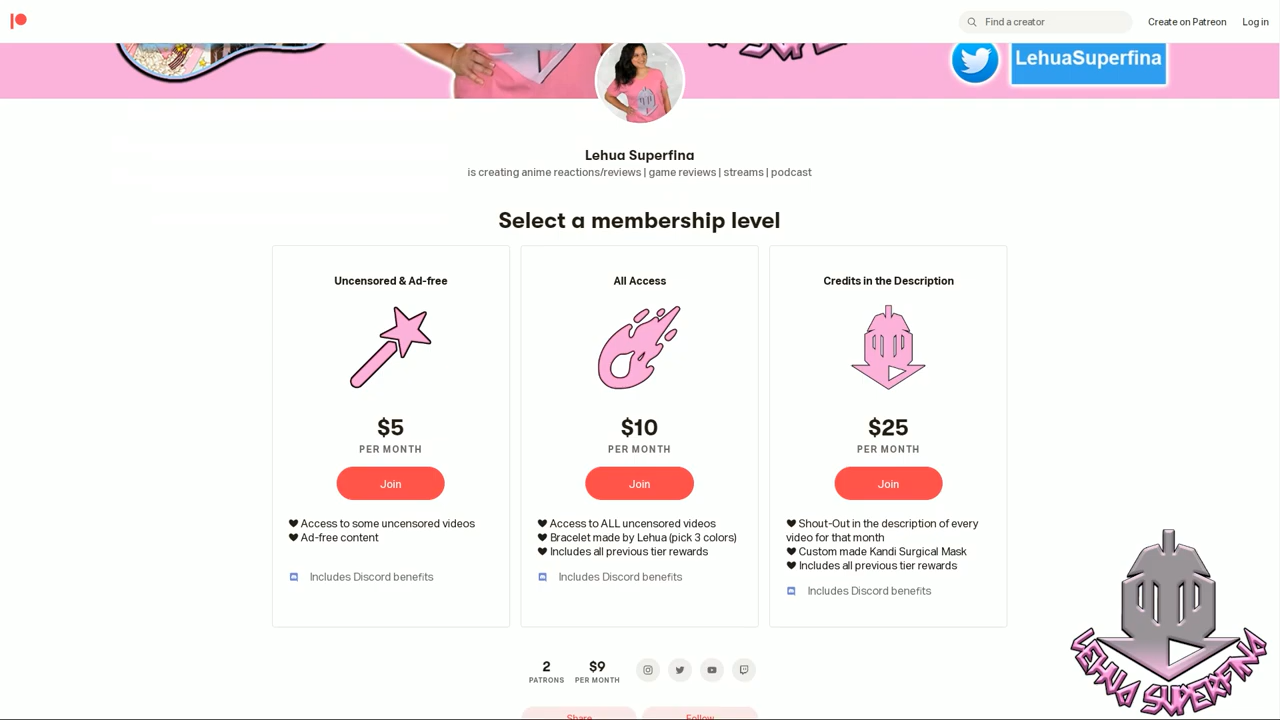 Find a creator
Create on Patreon
Log in
LehuaSuperfina
Lehua Superfina
is creating anime reactions/reviews | game reviews | streams | podcast
Select a membership level
Uncensored & Ad-free
$5
PER MONTH
Join
♥ Access to some uncensored videos
♥ Ad-free content
Includes Discord benefits
All Access
$10
PER MONTH
Join
♥ Access to ALL uncensored videos
♥ Bracelet made by Lehua (pick 3 colors)
♥ Includes all previous tier rewards
Includes Discord benefits
Credits in the Description
$25
PER MONTH
Join
♥ Shout-Out in the description of every
video for that month
♥ Custom made Kandi Surgical Mask
♥ Includes all previous tier rewards
Includes Discord benefits
2
PATRONS
$9
PER MONTH
Share
Follow
LEHUA SUPERFINA